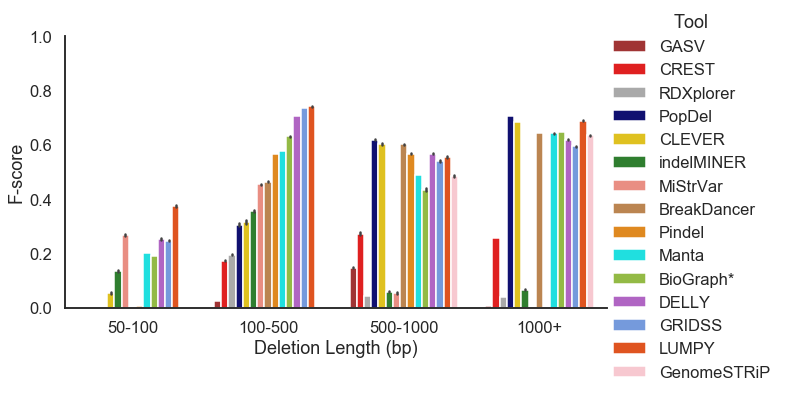 Tool
GASV
CREST
RDXplorer
PopDel
CLEVER
indelMINER
MiStrVar
BreakDancer
Pindel
Manta
BioGraph*
DELLY
GRIDSS
LUMPY
GenomeSTRiP
F-score
1.0
0.8
0.6
0.4
0.2
0.0
50-100 100-500 500-1000 1000+
Deletion Length (bp)